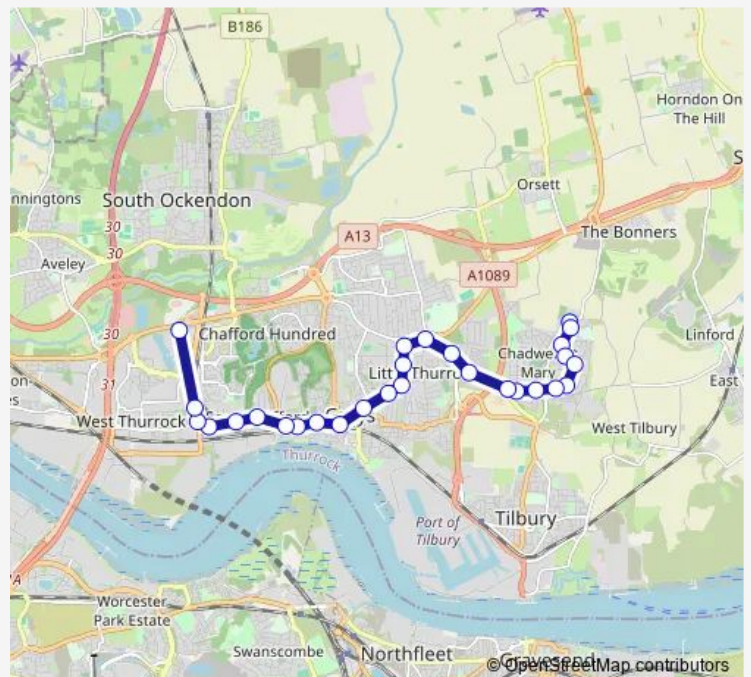 B186
Horndon On
The Hill
Orsett
nningtons
South Ockendon
30
A13
The Bonners
30
Aveley
A1089
30
Chafford Hundred
Linford
Chadwe
Mary
Litt
Thurro
31
East
West Thurrock
West Tilbury
Thurrock
Port of
Tilbury
Tilbury
Worcester
Park Estate
Swanscombe
Northfleet
Gravesend
© OpenStreetMap contributors